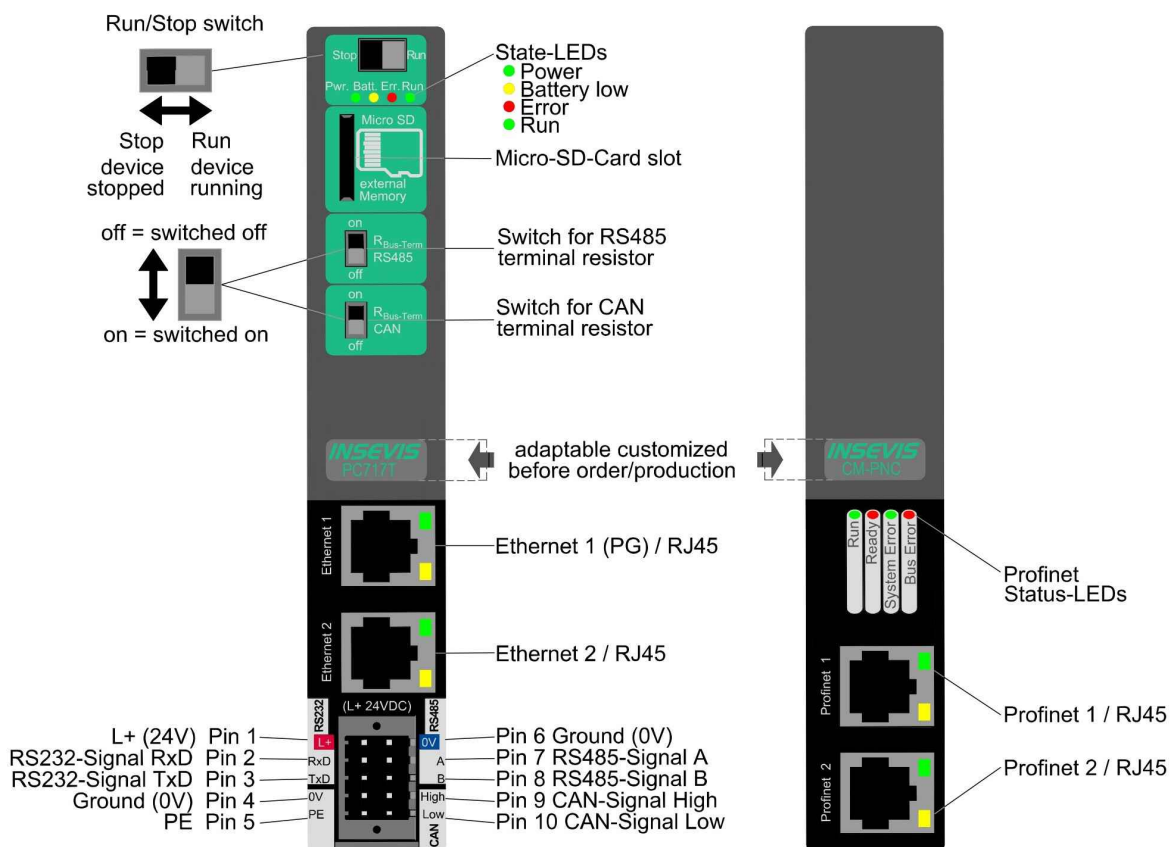 Run/Stop switch
Stop
device
stopped
Run
device
running
off = switched off
on = switched on
Stop
Run
Pwr. Batt. Err. Run
Micro SD
external
Memory
on
RBus-Term
RS485
off
on
RBus-Term
CAN
off
State-LEDs
Power
Battery low
Error
Run
Micro-SD-Card slot
Switch for RS485
terminal resistor
Switch for CAN
terminal resistor
INSEVIS
PC717T
adaptable customized
before order/production
INSEVIS
CM-PNC
Ethernet 1
Ethernet 1 (PG) / RJ45
Ethernet 2
Ethernet 2 / RJ45
Run
Ready
System Error
Bus Error
Profinet
Status-LEDs
Profinet 1
Profinet 1 / RJ45
Profinet 2
Profinet 2 / RJ45
(L+ 24VDC)
RS232
RS485
L+ (24V) Pin 1
RS232-Signal RxD Pin 2
RS232-Signal TxD Pin 3
Ground (0V) Pin 4
PE Pin 5
L+
RxD
TxD
0V
PE
0V
A
B
High
Low
CAN
Pin 6 Ground (0V)
Pin 7 RS485-Signal A
Pin 8 RS485-Signal B
Pin 9 CAN-Signal High
Pin 10 CAN-Signal Low